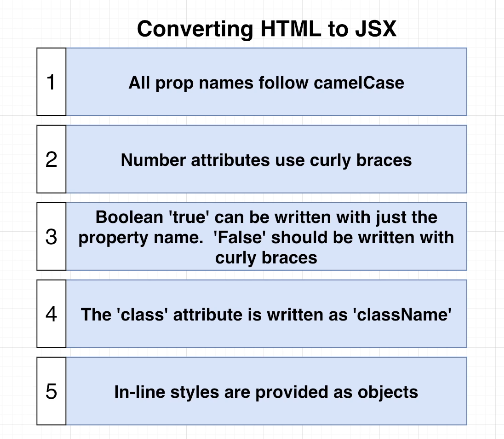 Converting HTML to JSX
1
All prop names follow camelCase
2
Number attributes use curly braces
3
Boolean 'true' can be written with just the
property name.  'False' should be written with
curly braces
4
The 'class' attribute is written as 'className'
5
In-line styles are provided as objects